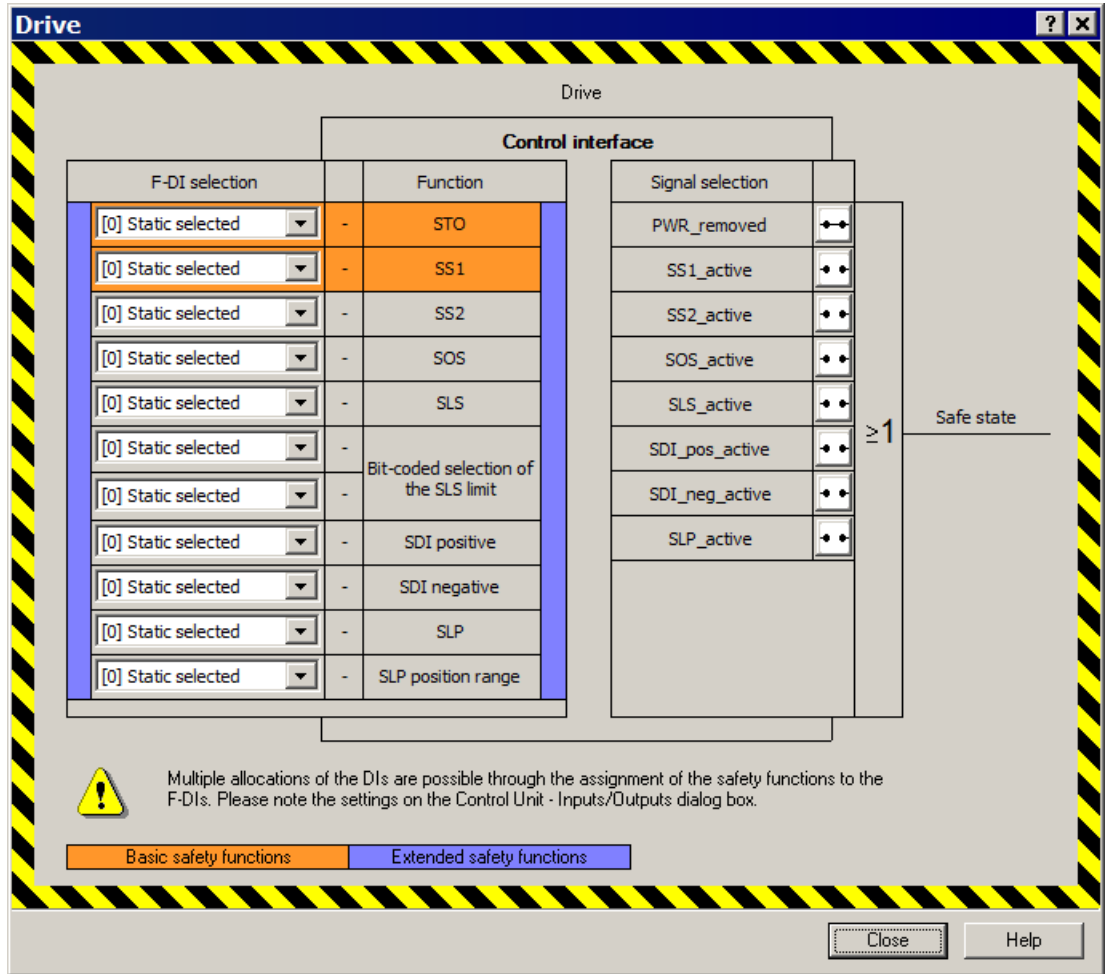 Drive
?
×
Drive
Control interface
F-DI selection Function
[0] Static selected - STO
[0] Static selected - SS1
[0] Static selected - SS2
[0] Static selected - SOS
[0] Static selected - SLS
[0] Static selected -
Bit-coded selection of
the SLS limit
[0] Static selected -
[0] Static selected - SDI positive
[0] Static selected - SDI negative
[0] Static selected - SLP
[0] Static selected - SLP position range
Signal selection
PWR_removed
SS1_active
SS2_active
SOS_active
SLS_active
SDI_pos_active
SDI_neg_active
SLP_active
≥1
Safe state
!
Multiple allocations of the DIs are possible through the assignment of the safety functions to the
F-DIs. Please note the settings on the Control Unit - Inputs/Outputs dialog box.
Basic safety functions Extended safety functions
Close Help